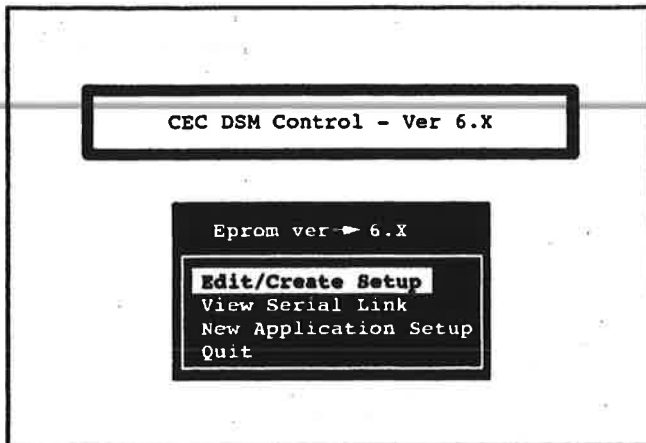 CEC DSM Control - Ver 6.X
Eprom ver► 6.X
Edit/Create Setup
View Serial Link
New Application Setup
Quit